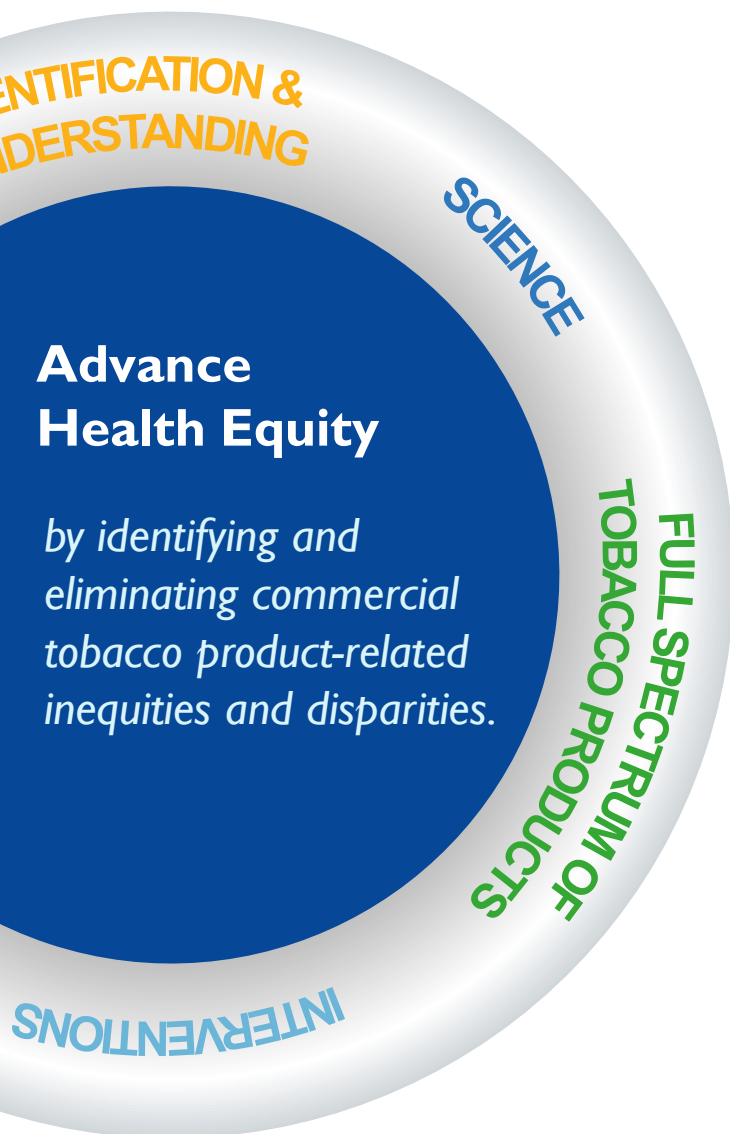 ENTIFICATION &
NDERSTANDING
SCIENCE
FULL SPECTRUM OF
TOBACCO PRODUCTS
INTERVENTIONS
Advance
Health Equity
by identifying and
eliminating commercial
tobacco product-related
inequities and disparities.